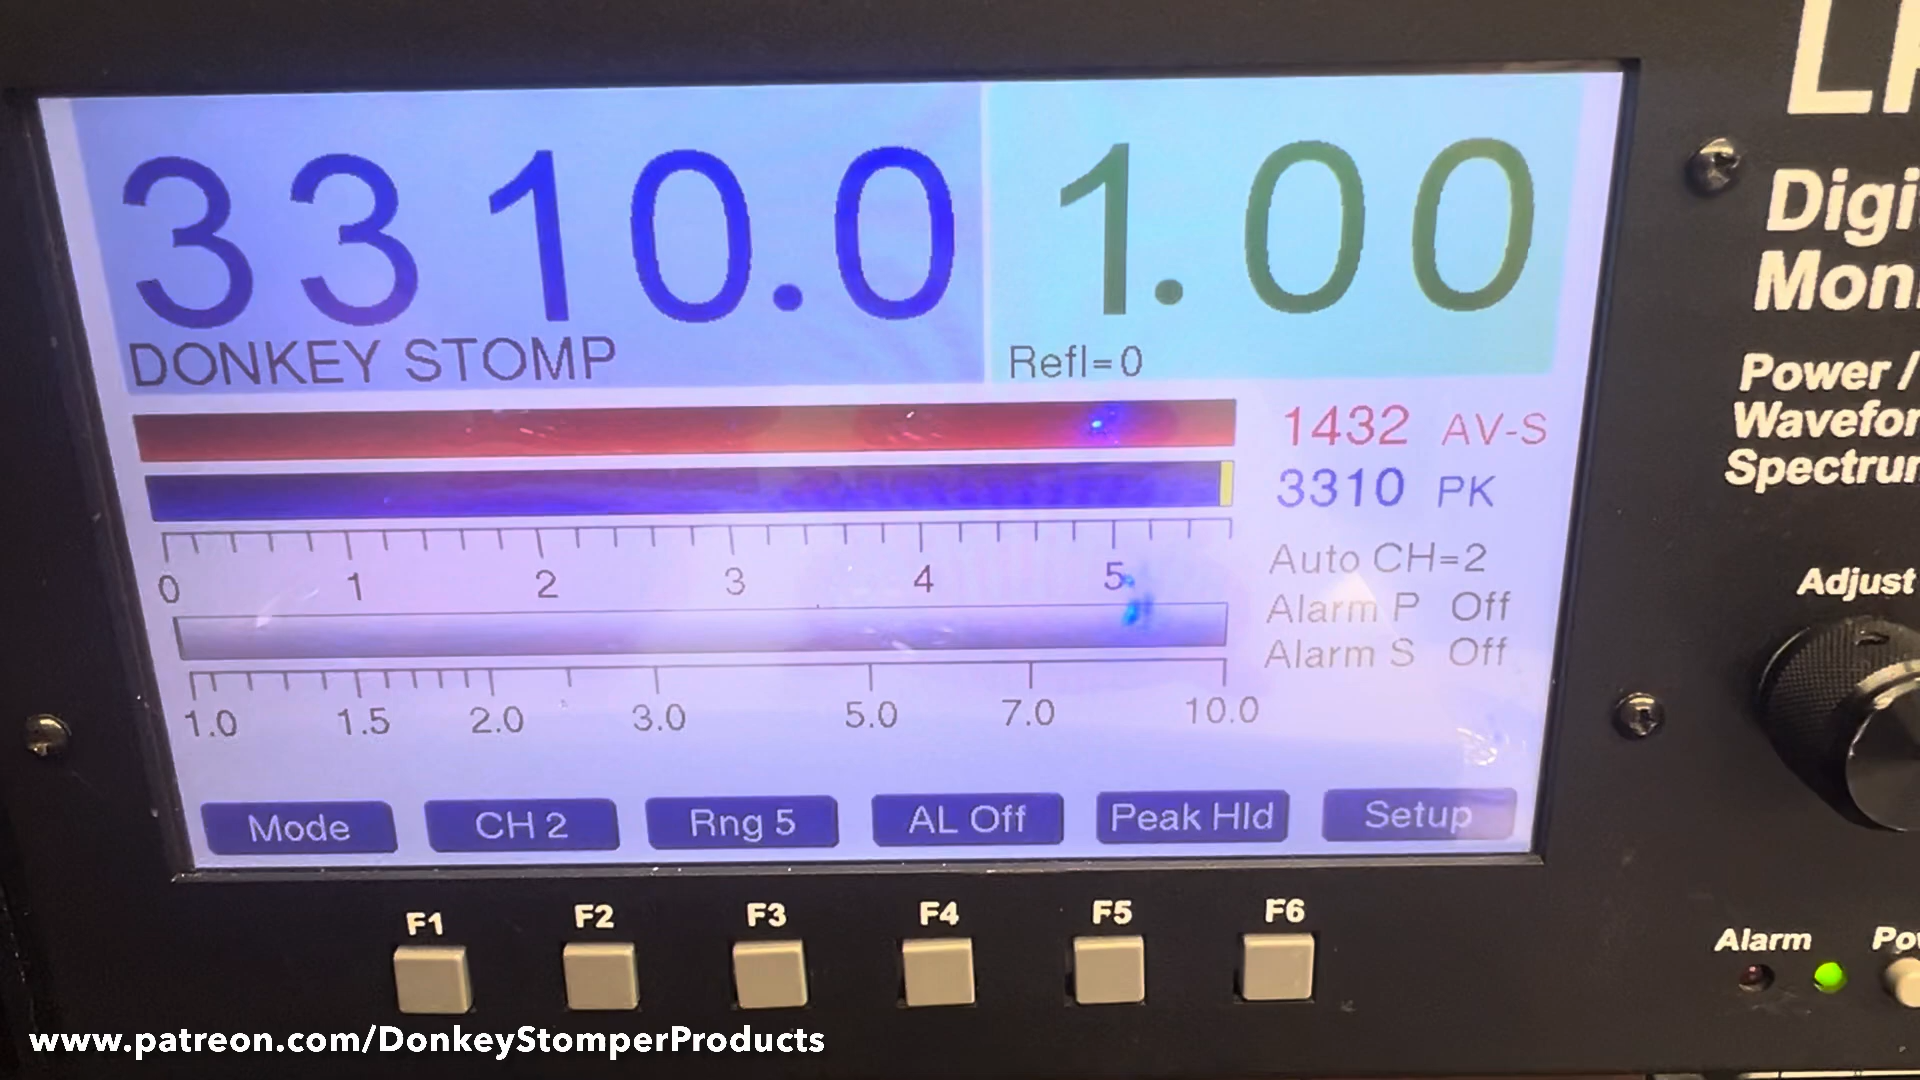 3310.0
1.00
DONKEY STOMP
Refl=0
1432 AV-S
3310 PK
0 1 2 3 4 5
Auto CH=2
Alarm P Off
Alarm S Off
1.0 1.5 2.0 3.0 5.0 7.0 10.0
Mode CH 2 Rng 5 AL Off Peak Hld Setup
F1 F2 F3 F4 F5 F6
Power /
Adjust
Alarm
www.patreon.com/DonkeyStomperProducts